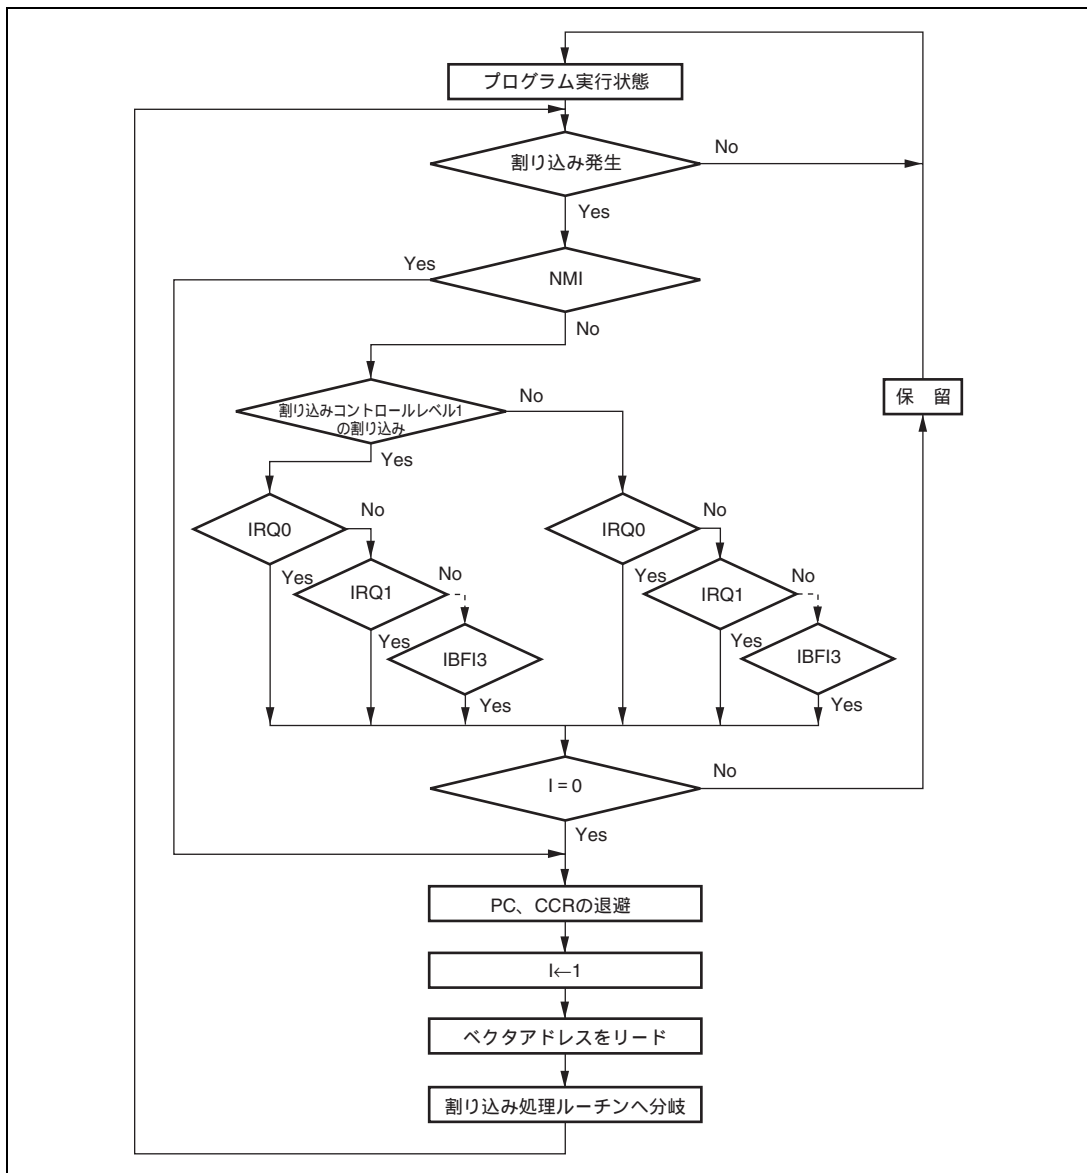 プログラム実行状態
割り込み発生
No
Yes
Yes
NMI
No
割り込みコントロールレベル1
の割り込み
No
保 留
Yes
IRQ0
No
IRQ0
No
Yes
IRQ1
No
Yes
IRQ1
No
Yes
IBFI3
Yes
IBFI3
Yes
Yes
I = 0
No
Yes
PC、CCRの退避
I←1
ベクタアドレスをリード
割り込み処理ルーチンへ分岐